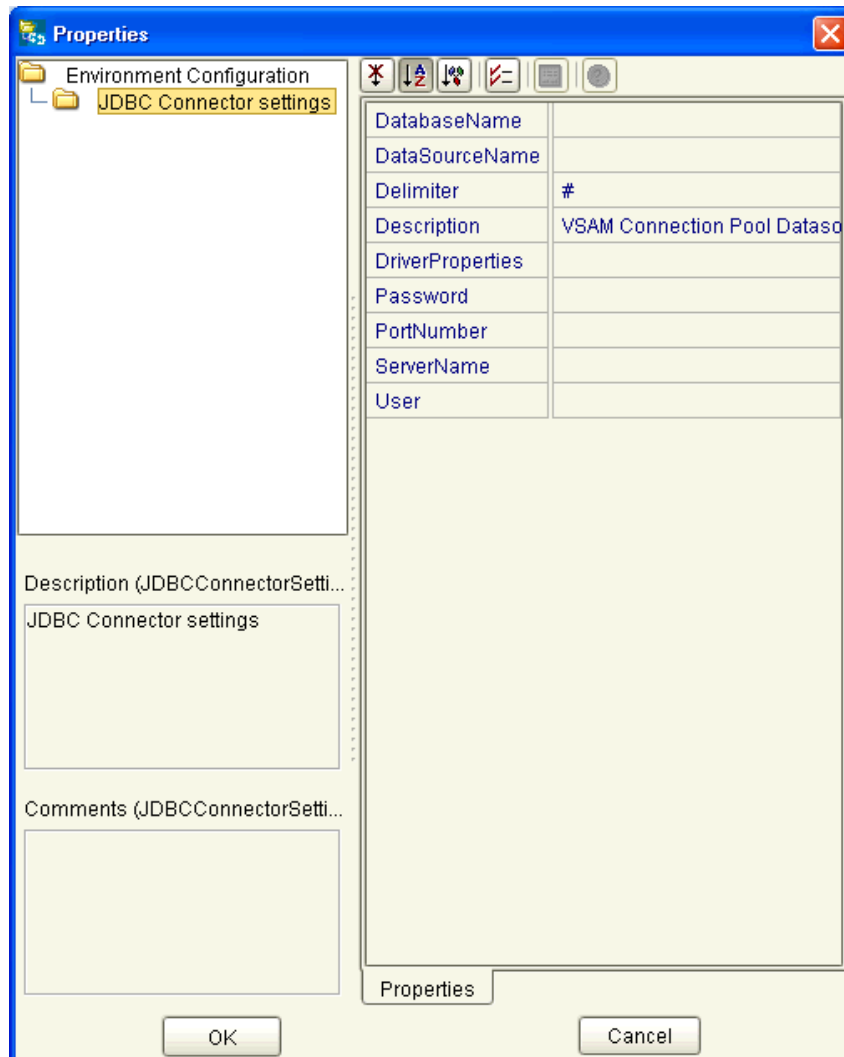 Properties
Environment Configuration
JDBC Connector settings
DatabaseName
DataSourceName
Delimiter #
Description VSAM Connection Pool Dataso
DriverProperties
Password
PortNumber
ServerName
User
Description (JDBCConnectorSetti...
JDBC Connector settings
Comments (JDBCConnectorSetti...
Properties
OK Cancel